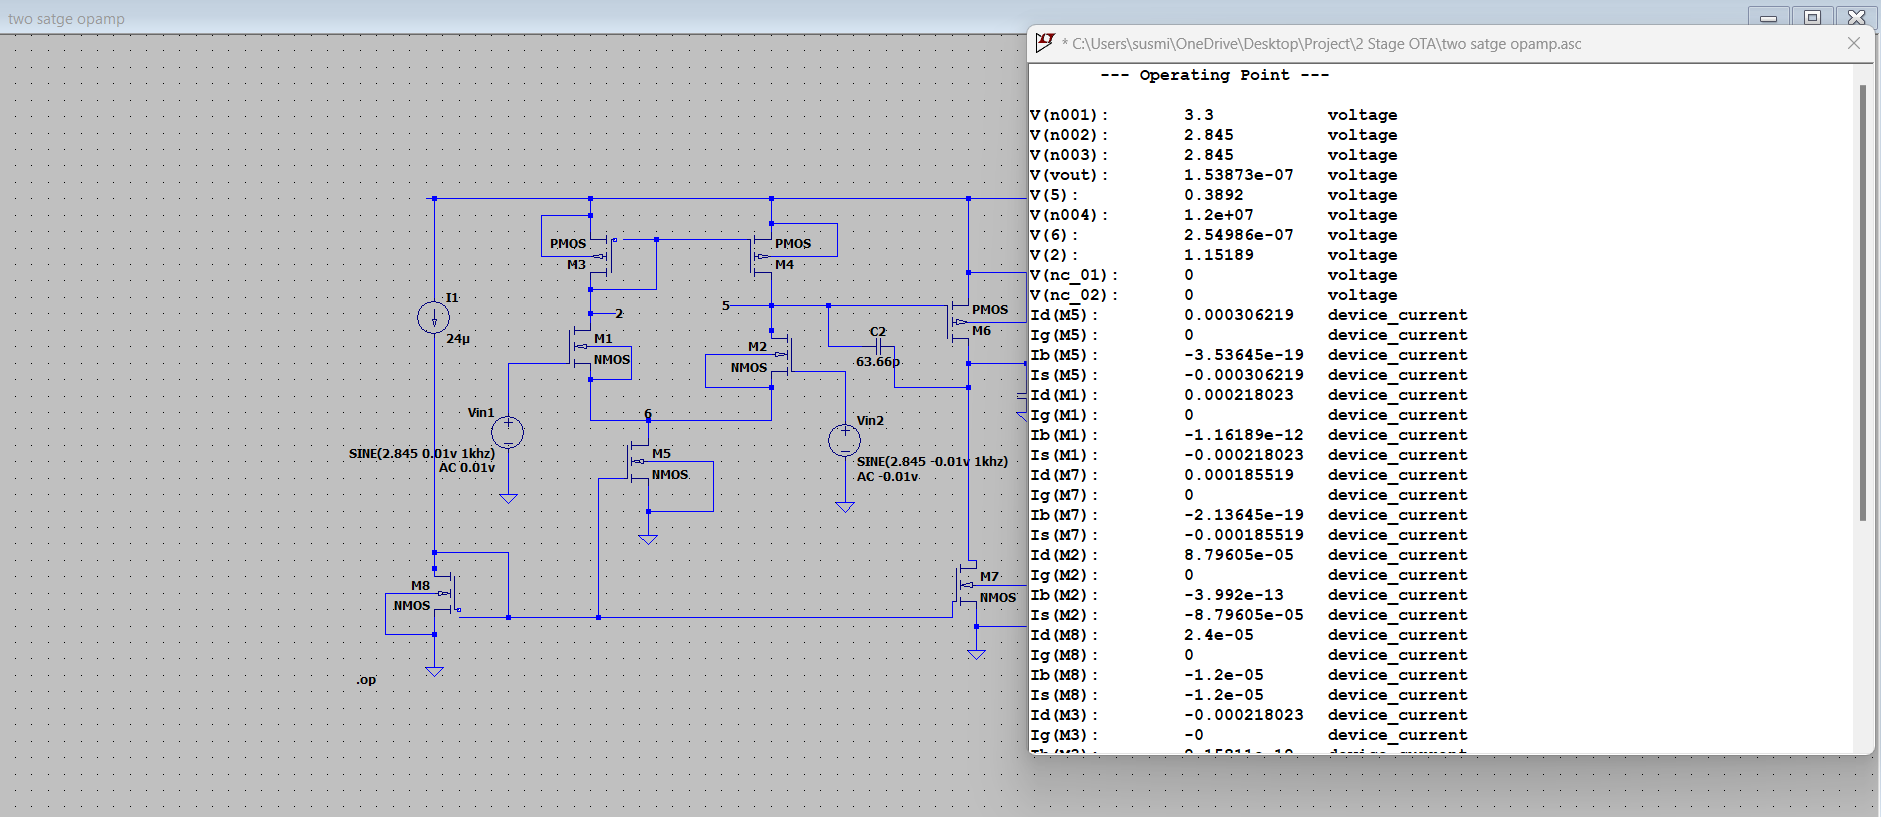 two satge opamp
* C:\Users\susmi\OneDrive\Desktop\Project\2 Stage OTA\two satge opamp.asc
--- Operating Point ---
V(n001): 3.3 voltage
V(n002): 2.845 voltage
V(n003): 2.845 voltage
V(vout): 1.53873e-07 voltage
V(5): 0.3892 voltage
V(n004): 1.2e+07 voltage
V(6): 2.54986e-07 voltage
V(2): 1.15189 voltage
V(nc_01): 0 voltage
V(nc_02): 0 voltage
Id(M5): 0.000306219 device_current
Ig(M5): 0 device_current
Ib(M5): -3.53645e-19 device_current
Is(M5): -0.000306219 device_current
Id(M1): 0.000218023 device_current
Ig(M1): 0 device_current
Ib(M1): -1.16189e-12 device_current
Is(M1): -0.000218023 device_current
Id(M7): 0.000185519 device_current
Ig(M7): 0 device_current
Ib(M7): -2.13645e-19 device_current
Is(M7): -0.000185519 device_current
Id(M2): 8.79605e-05 device_current
Ig(M2): 0 device_current
Ib(M2): -3.992e-13 device_current
Is(M2): -8.79605e-05 device_current
Id(M8): 2.4e-05 device_current
Ig(M8): 0 device_current
Ib(M8): -1.2e-05 device_current
Is(M8): -1.2e-05 device_current
Id(M3): -0.000218023 device_current
Ig(M3): -0 device_current
PMOS
M3
PMOS
M4
I1
24µ
5
2
PMOS
M6
M1
NMOS
M2
NMOS
C2
63.66p
Vin1
SINE(2.845 0.01v 1khz)
AC 0.01v
6
M5
NMOS
Vin2
SINE(2.845 -0.01v 1khz)
AC -0.01v
M8
NMOS
M7
NMOS
.op